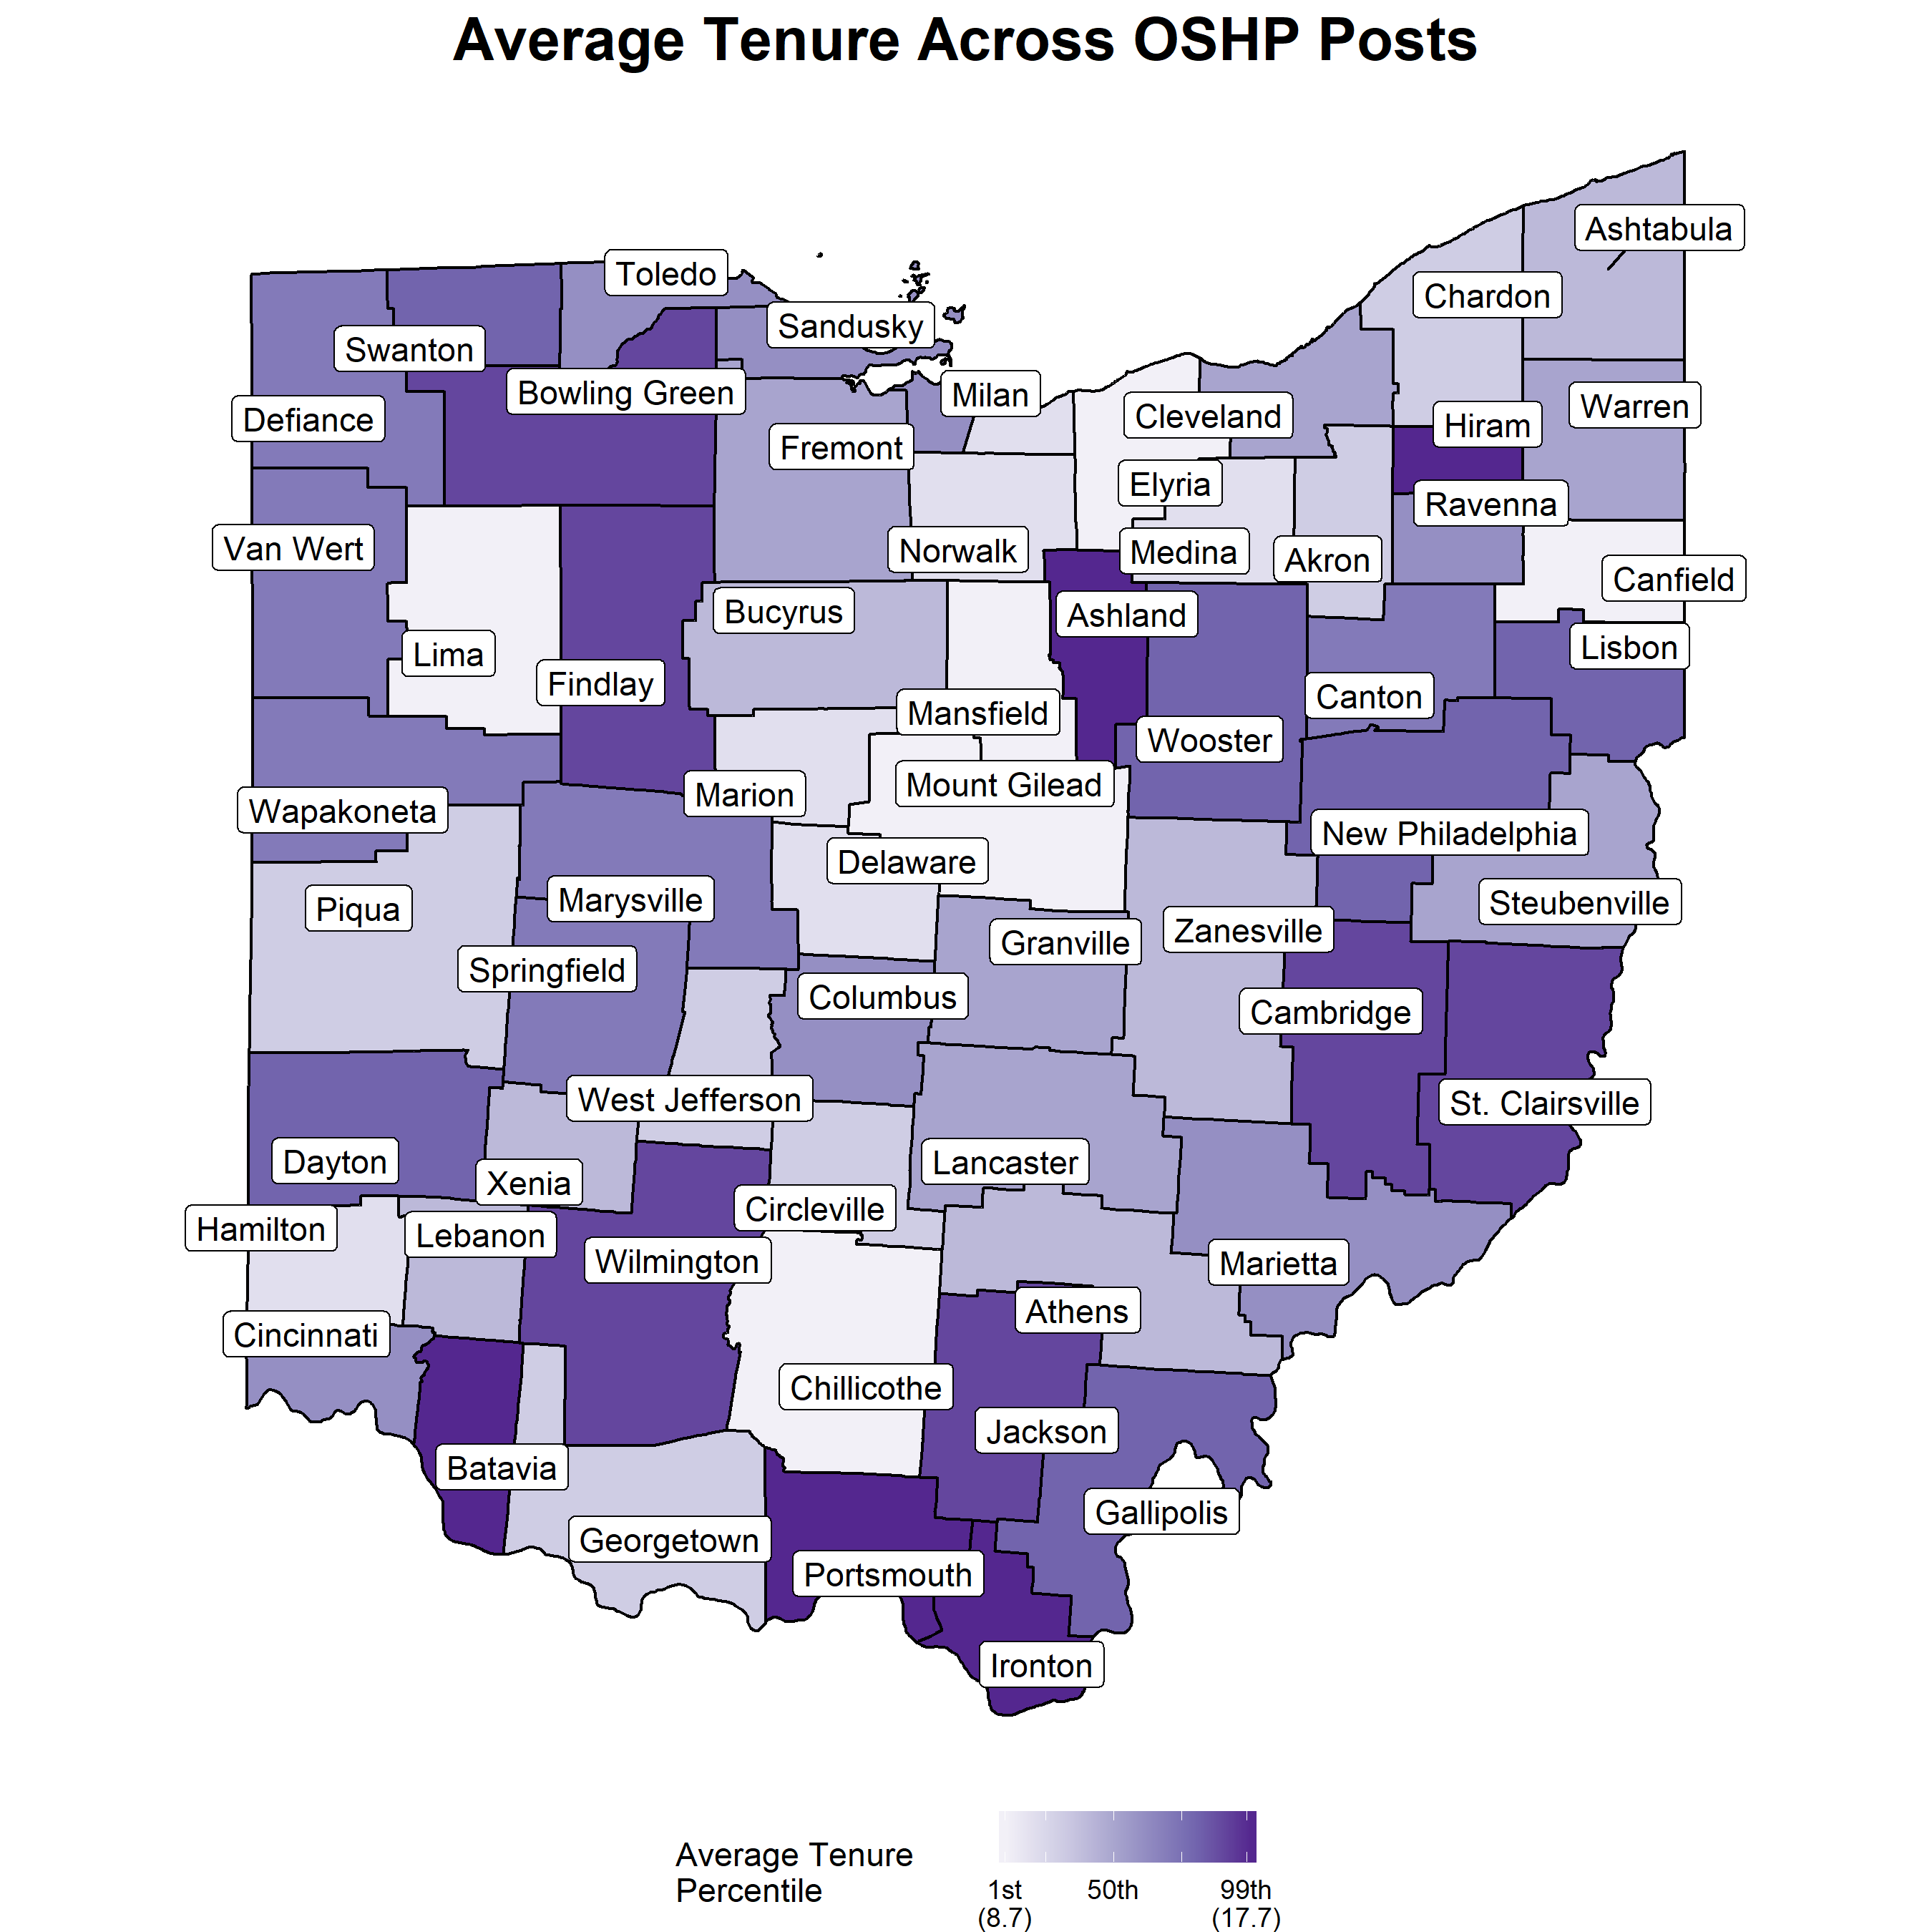 Average Tenure Across OSHP Posts
Ashtabula
Toledo
Chardon
Sandusky
Swanton
Bowling Green
Milan
Warren
Defiance
Cleveland
Hiram
Fremont
Elyria
Ravenna
Van Wert
Norwalk
Medina
Akron
Canfield
Bucyrus
Ashland
Lisbon
Lima
Findlay
Canton
Mansfield
Wooster
Mount Gilead
Marion
Wapakoneta
New Philadelphia
Delaware
Marysville
Steubenville
Piqua
Zanesville
Granville
Springfield
Columbus
Cambridge
West Jefferson
St. Clairsville
Dayton
Lancaster
Xenia
Circleville
Hamilton
Lebanon
Wilmington
Marietta
Athens
Cincinnati
Chillicothe
Jackson
Batavia
Gallipolis
Georgetown
Portsmouth
Ironton
Average Tenure
Percentile
1st 50th 99th
(8.7) (17.7)